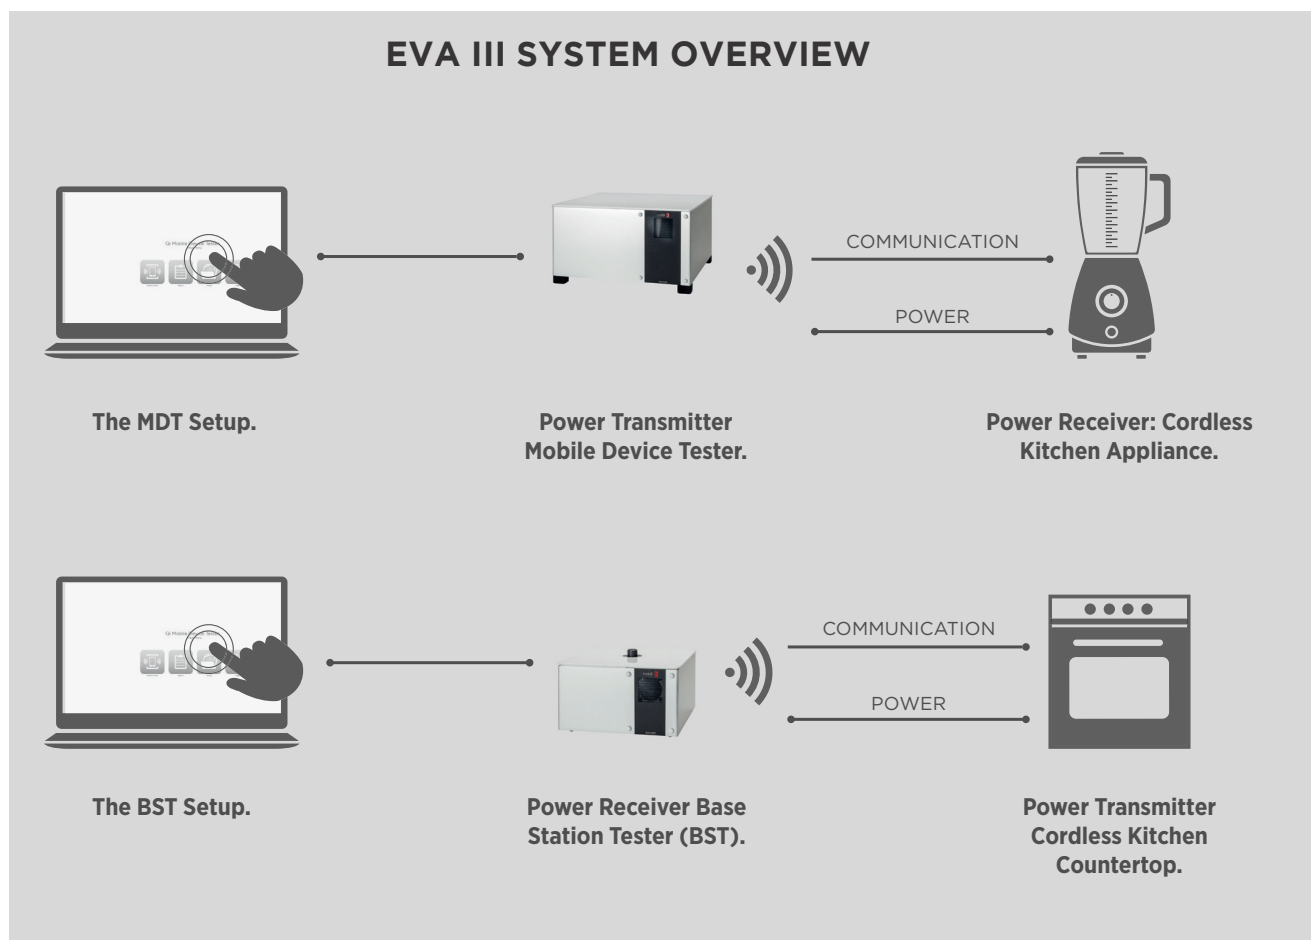 EVA III SYSTEM OVERVIEW
COMMUNICATION
POWER
The MDT Setup.
Power Transmitter
Mobile Device Tester.
Power Receiver: Cordless
Kitchen Appliance.
COMMUNICATION
POWER
The BST Setup.
Power Receiver Base
Station Tester (BST).
Power Transmitter
Cordless Kitchen
Countertop.